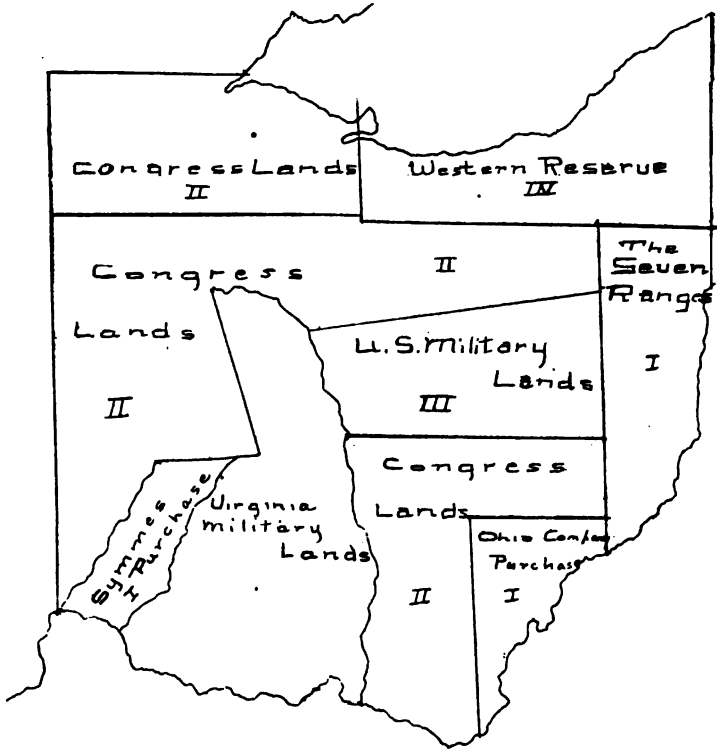 Congress Lands
II
Western Reserve
IV
Congress
II
Lands
II
The
Seven
Ranges
I
U.S. Military
Lands
III
Congress
Lands
II
Ohio Compan
Purchase
I
Symmes
Purchase
I
Virginia
Military
Lands